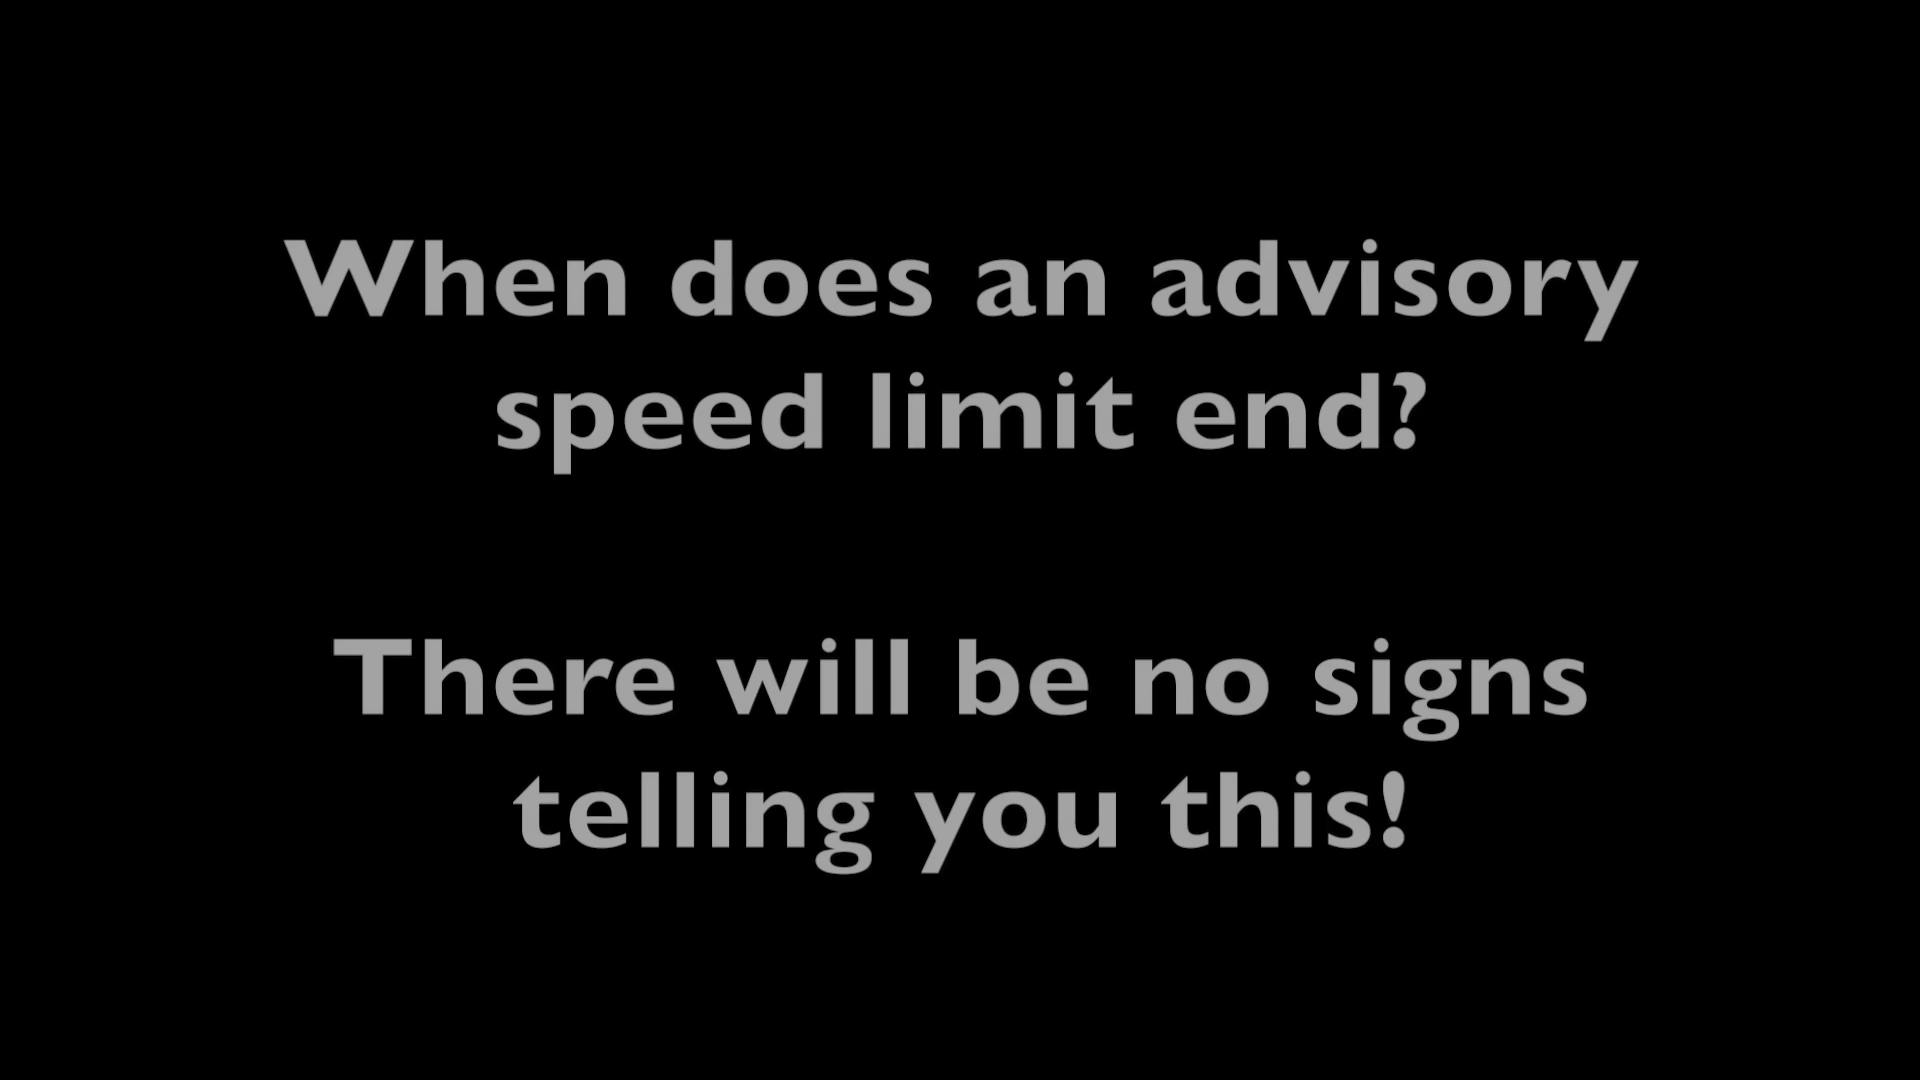 When does an advisory
speed limit end?
There will be no signs
telling you this!